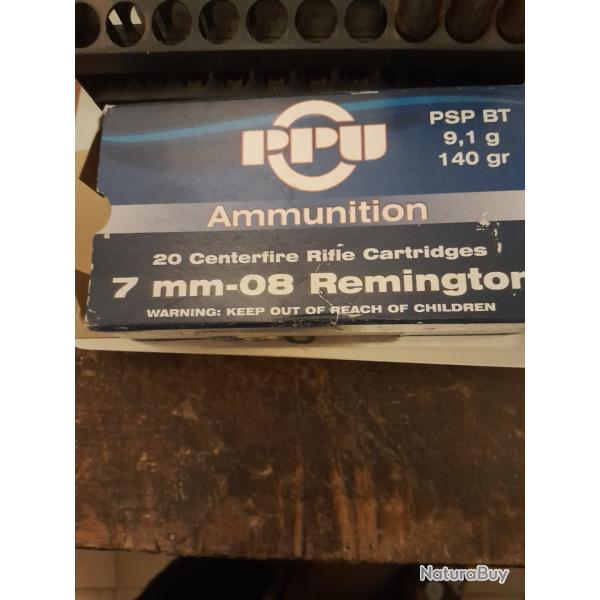 PPU
PSP BT
9,1 g
140 gr
Ammunition
20 Centerfire Rifle Cartridges
7 mm-08 Remington
WARNING: KEEP OUT OF REACH OF CHILDREN
NaturaBuy